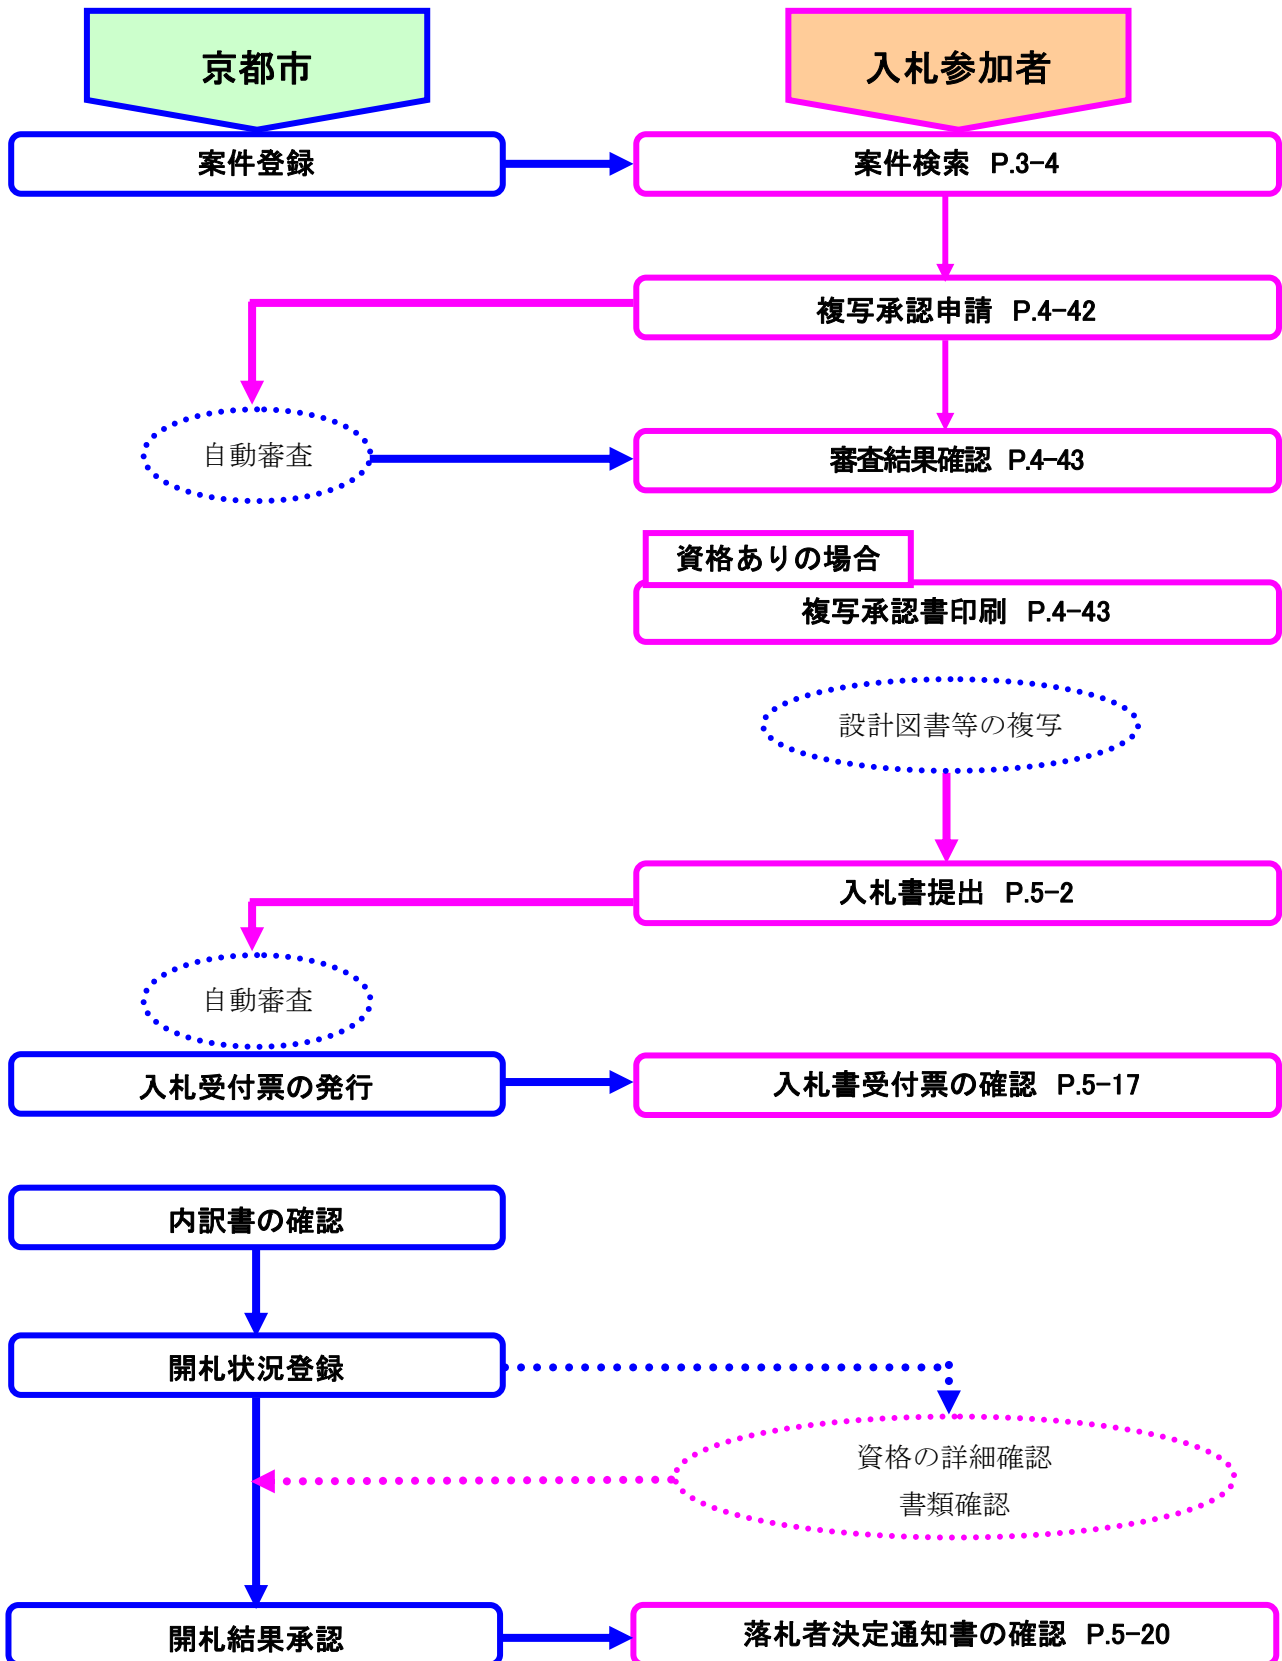 京都市
入札参加者
案件登録
案件検索 P.3-4
複写承認申請 P.4-42
自動審査
審査結果確認 P.4-43
資格ありの場合
複写承認書印刷 P.4-43
設計図書等の複写
入札書提出 P.5-2
自動審査
入札受付票の発行
入札書受付票の確認 P.5-17
内訳書の確認
開札状況登録
資格の詳細確認
書類確認
開札結果承認
落札者決定通知書の確認 P.5-20